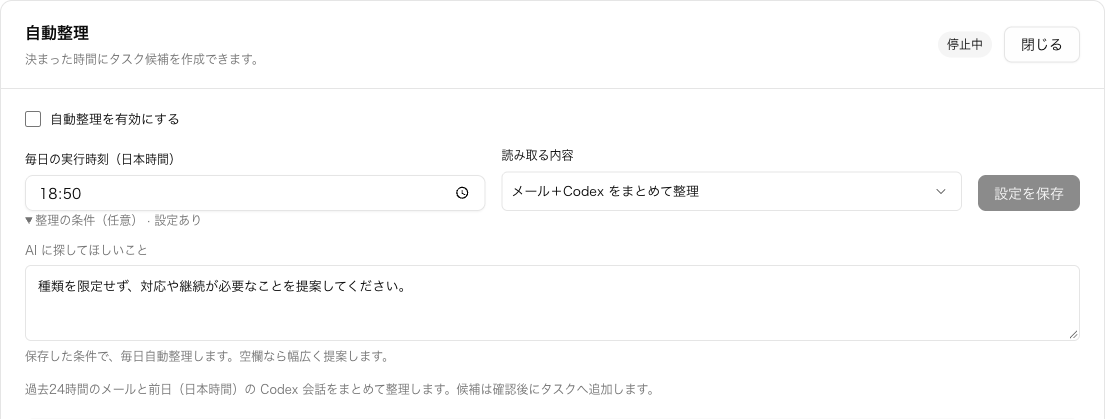 自動整理
決まった時間にタスク候補を作成できます。
停止中
閉じる
自動整理を有効にする
毎日の実行時刻（日本時間）
読み取る内容
18:50
メール＋Codex をまとめて整理
設定を保存
▼整理の条件（任意） · 設定あり
AI に探してほしいこと
種類を限定せず、対応や継続が必要なことを提案してください。
保存した条件で、毎日自動整理します。空欄なら幅広く提案します。
過去24時間のメールと前日（日本時間）の Codex 会話をまとめて整理します。候補は確認後にタスクへ追加します。